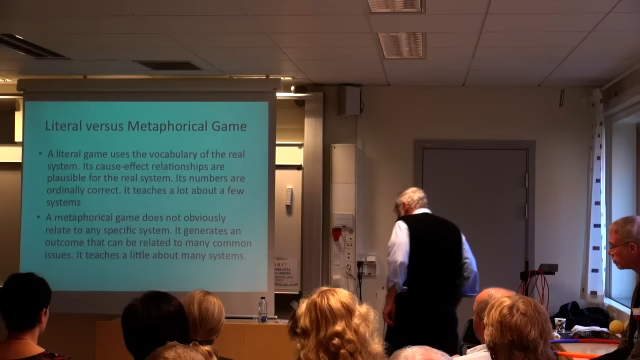 Literal versus Metaphorical Game
• A literal game uses the vocabulary of the real
system. Its cause-effect relationships are
plausible for the real system. Its numbers are
ordinally correct. It teaches a lot about a few
systems
• A metaphorical game does not obviously
relate to any specific system. It generates an
outcome that can be related to many common
issues. It teaches a little about many systems.